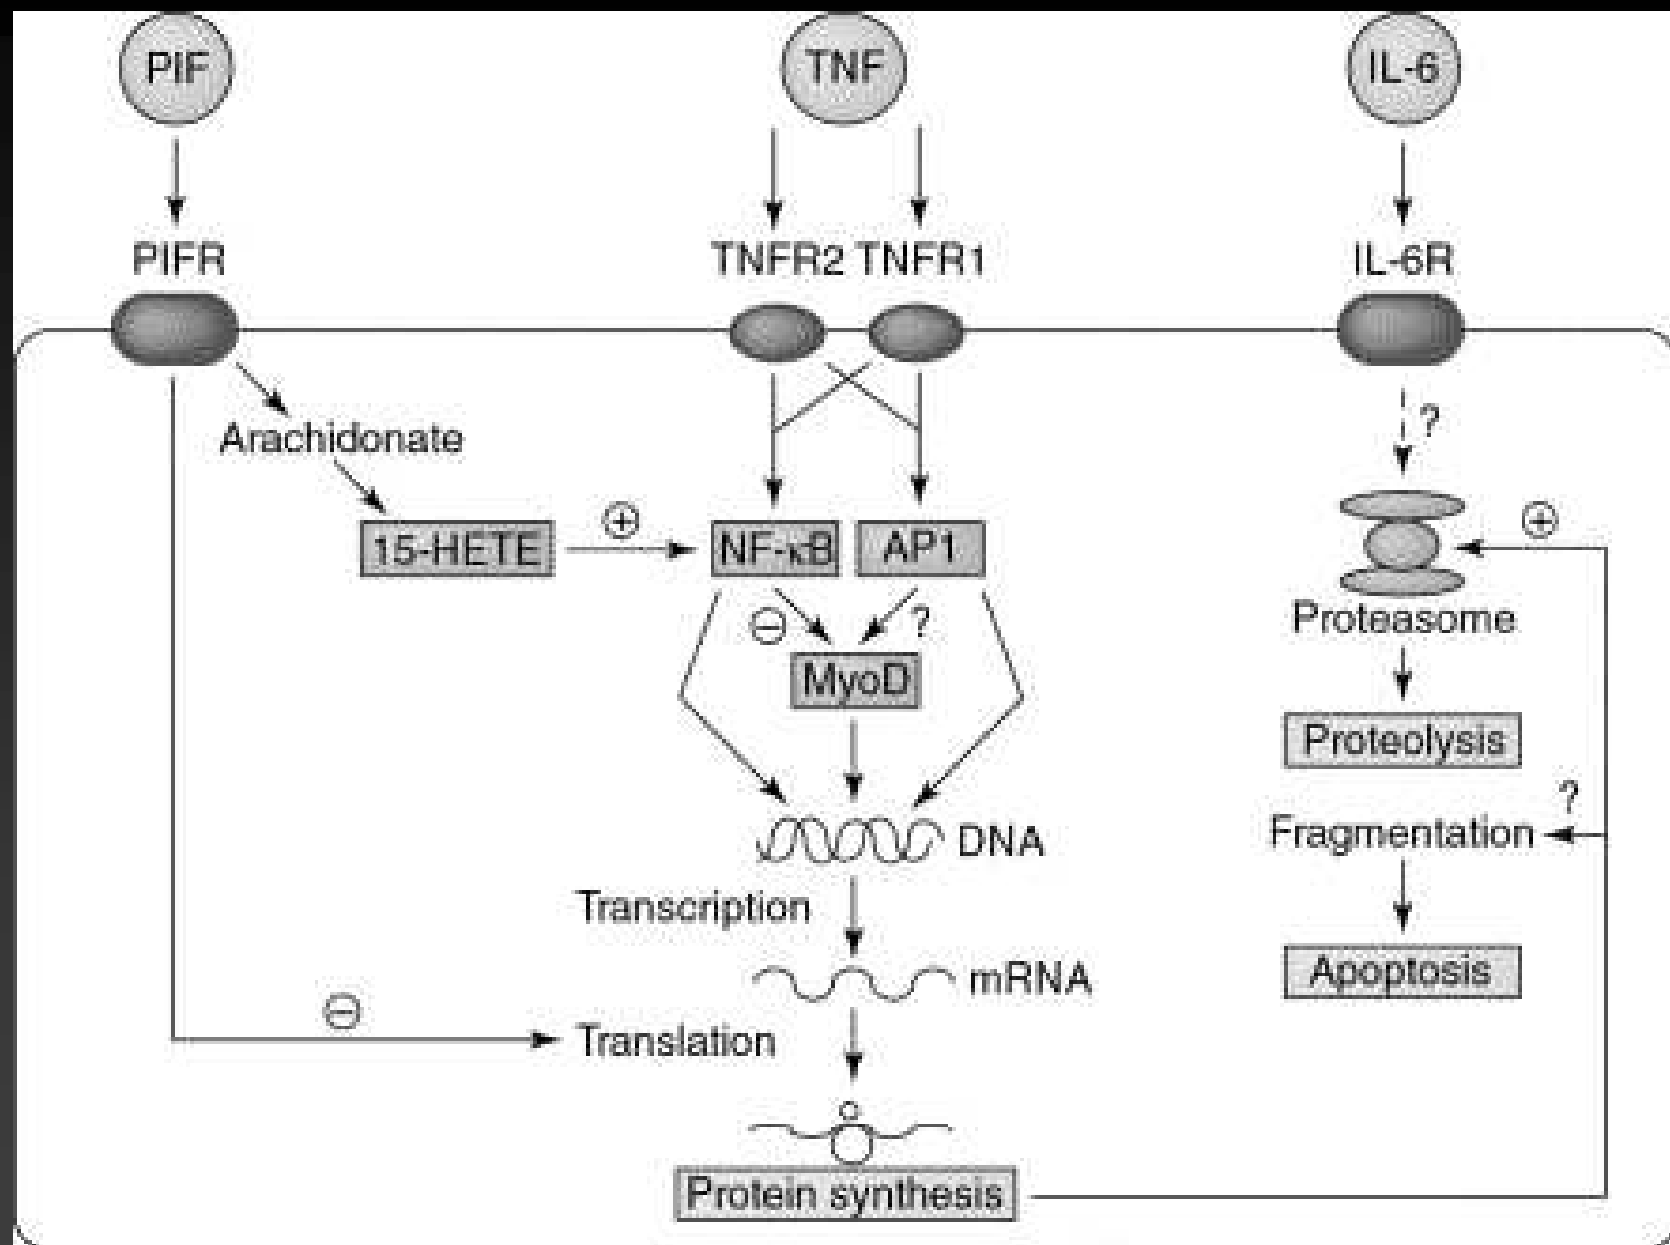 PIF
TNF
IL-6
PIFR
TNFR2 TNFR1
IL-6R
?
Arachidonate
15-HETE
+
NF-κB
AP1
+
Proteasome
−
?
MyoD
Proteolysis
?
DNA
Fragmentation
Transcription
mRNA
Apoptosis
−
Translation
Protein synthesis